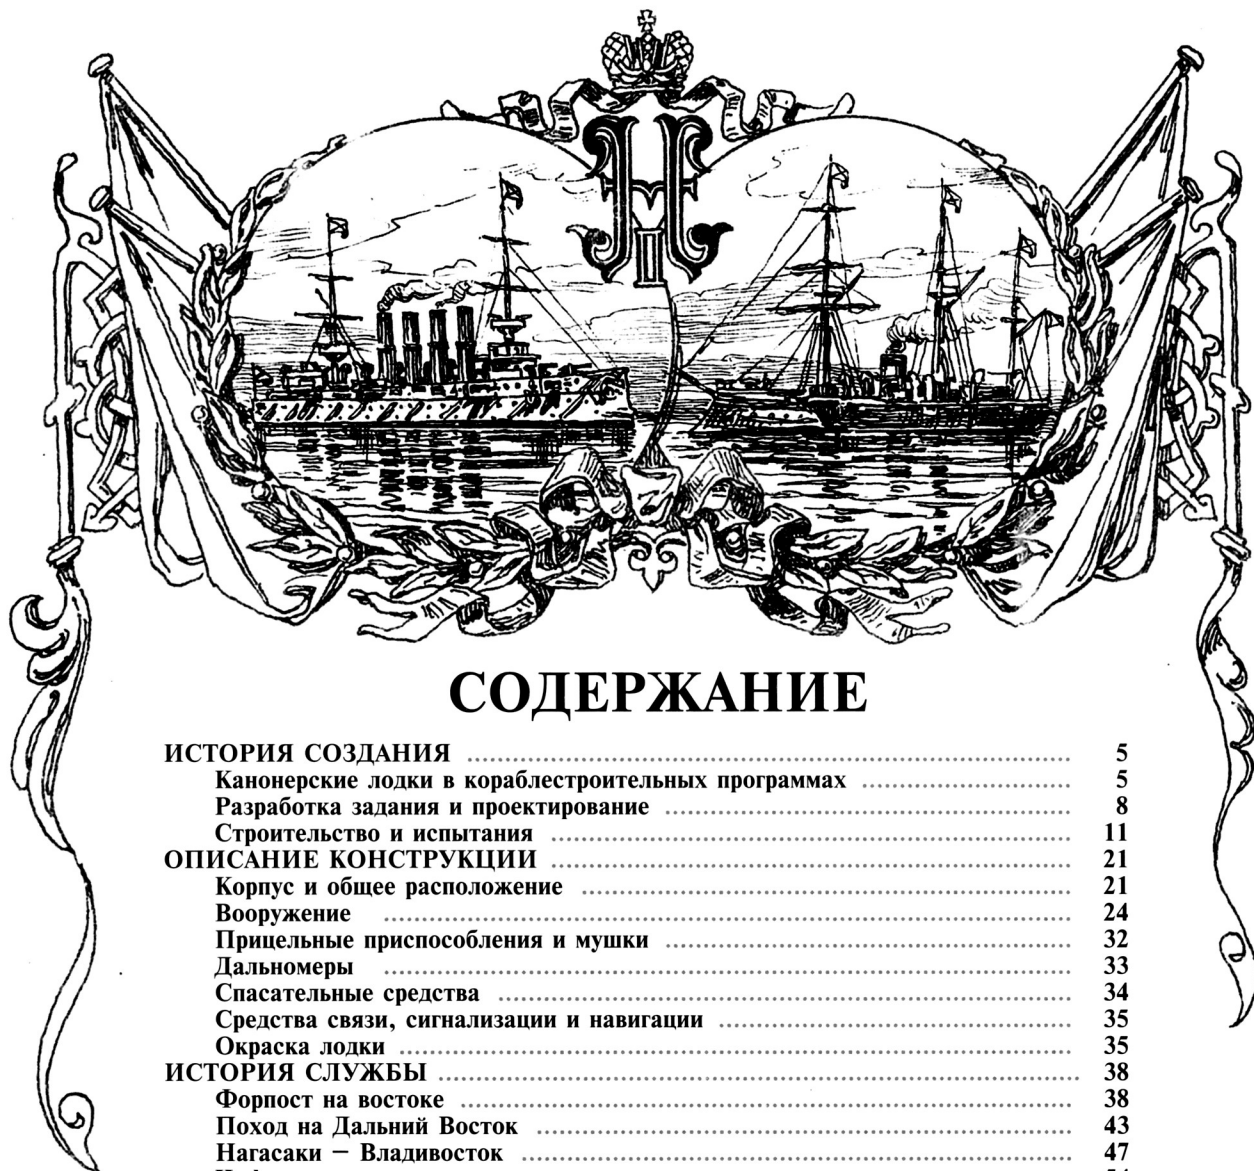 Н
II
СОДЕРЖАНИЕ
ИСТОРИЯ СОЗДАНИЯ 5
Канонерские лодки в кораблестроительных программах 5
Разработка задания и проектирование 8
Строительство и испытания 11
ОПИСАНИЕ КОНСТРУКЦИИ 21
Корпус и общее расположение 21
Вооружение 24
Прицельные приспособления и мушки 32
Дальномеры 33
Спасательные средства 34
Средства связи, сигнализации и навигации 35
Окраска лодки 35
ИСТОРИЯ СЛУЖБЫ 38
Форпост на востоке 38
Поход на Дальний Восток 43
Нагасаки – Владивосток 47